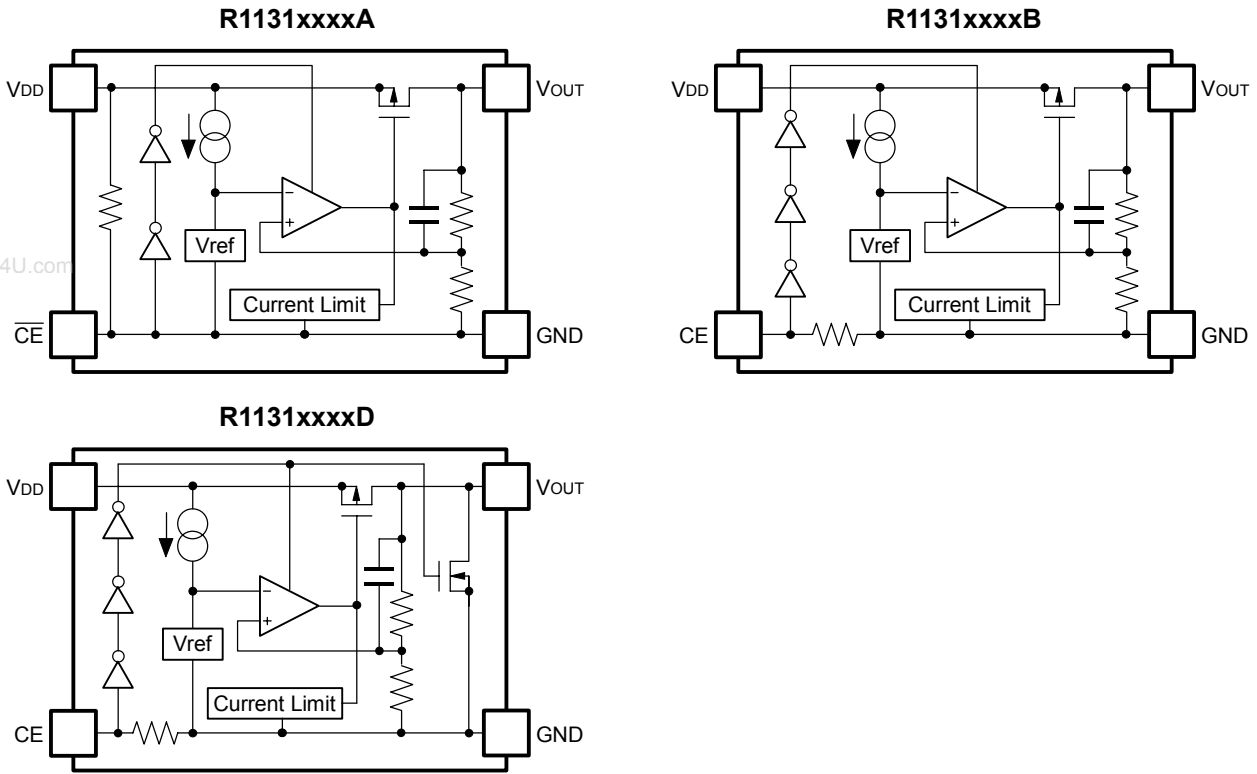 R1131xxxxA
VDD
VOUT
−
+
Vref
Current Limit
CE
GND
4U.com
R1131xxxxB
VDD
VOUT
−
+
Vref
Current Limit
CE
GND
R1131xxxxD
VDD
VOUT
−
+
Vref
Current Limit
CE
GND